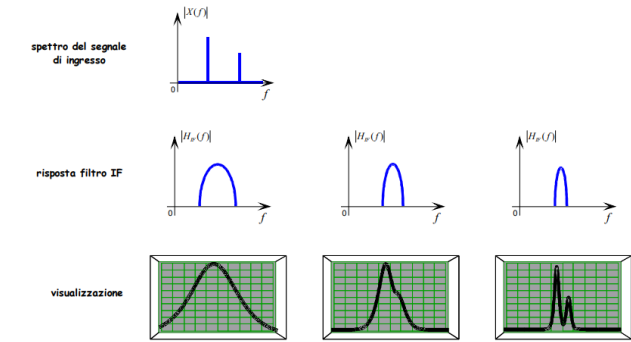 |X(f)|
spettro del segnale
di ingresso
0
f
|H_IF(f)|
|H_IF(f)|
|H_IF(f)|
risposta filtro IF
0
f
0
f
0
f
visualizzazione